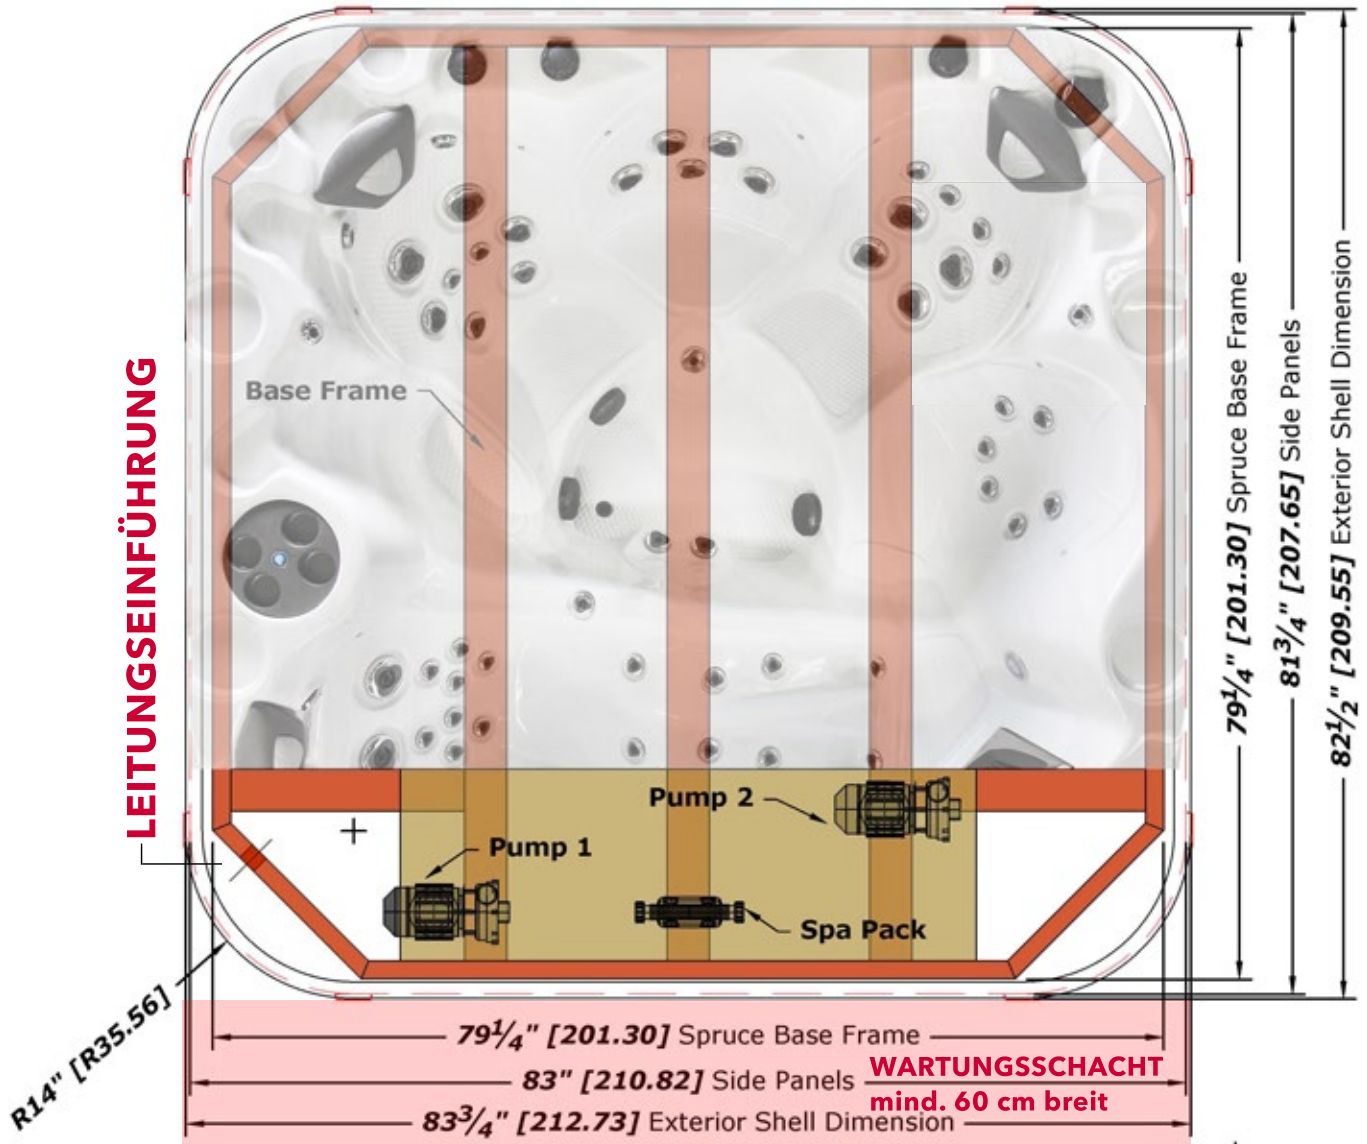 Base Frame
LEITUNGSEINFÜHRUNG
79¼" [201.30] Spruce Base Frame
81¾" [207.65] Side Panels
82½" [209.55] Exterior Shell Dimension
Pump 2
Pump 1
Spa Pack
R14" [R35.56]
79¼" [201.30] Spruce Base Frame
WARTUNGSSCHACHT
83" [210.82] Side Panels
mind. 60 cm breit
83¾" [212.73] Exterior Shell Dimension